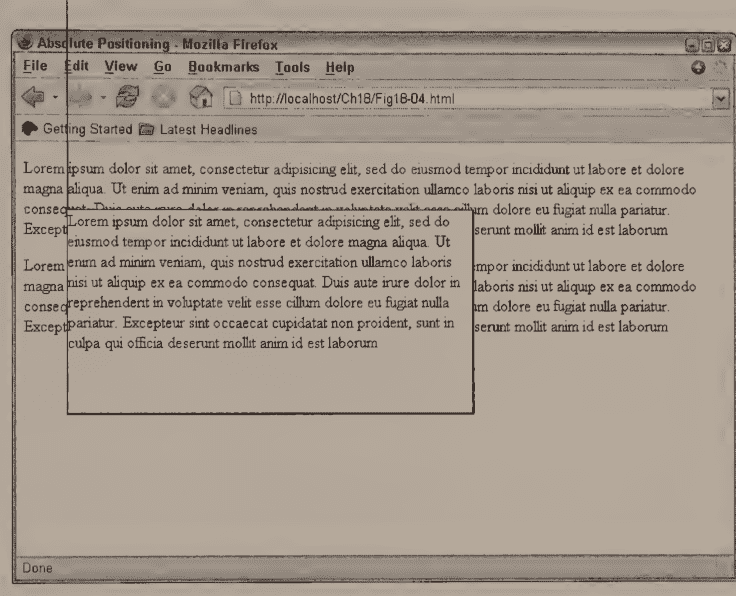 Absolute Positioning - Mozilla Firefox
File Edit View Go Bookmarks Tools Help
http://localhost/Ch18/Fig18-04.html
Getting Started Latest Headlines
Lorem ipsum dolor sit amet, consectetur adipisicing elit, sed do eiusmod tempor incididunt ut labore et dolore
magna aliqua. Ut enim ad minim veniam, quis nostrud exercitation ullamco laboris nisi ut aliquip ex ea commodo
conseq
cillum dolore eu fugiat nulla pariatur.
Except
serunt mollit anim id est laborum
Lorem
mpor incididunt ut labore et dolore
magna
laboris nisi ut aliquip ex ea commodo
conseq
um dolore eu fugiat nulla pariatur.
Except
serunt mollit anim id est laborum
Lorem ipsum dolor sit amet, consectetur adipisicing elit, sed do
eiusmod tempor incididunt ut labore et dolore magna aliqua. Ut
enim ad minim veniam, quis nostrud exercitation ullamco laboris
nisi ut aliquip ex ea commodo consequat. Duis aute irure dolor in
reprehenderit in voluptate velit esse cillum dolore eu fugiat nulla
pariatur. Excepteur sint occaecat cupidatat non proident, sunt in
culpa qui officia deserunt mollit anim id est laborum
Done